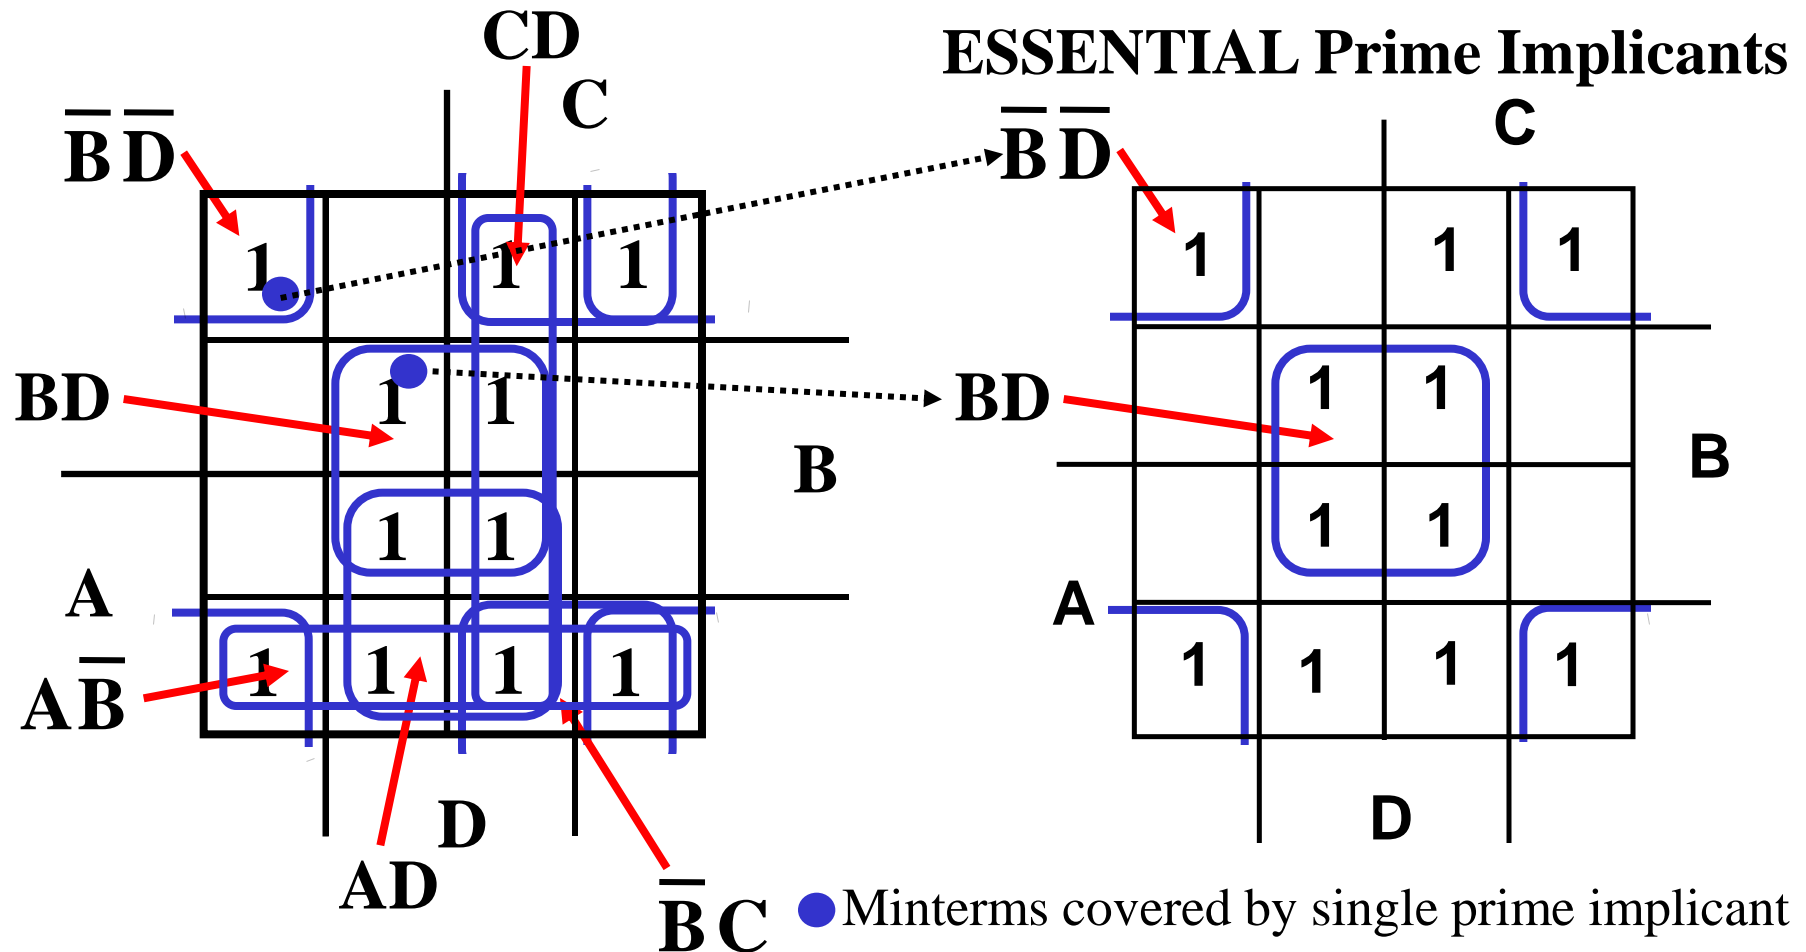 CD
ESSENTIAL Prime Implicants
C
C
B̅ D̅
B̅ D̅
1 1 1
1 1 1
BD
1 1
BD
1 1
B
B
1 1
1 1
A
A
1 1 1 1
1 1 1 1
A B̅
D
D
AD
B̅ C
Minterms covered by single prime implicant